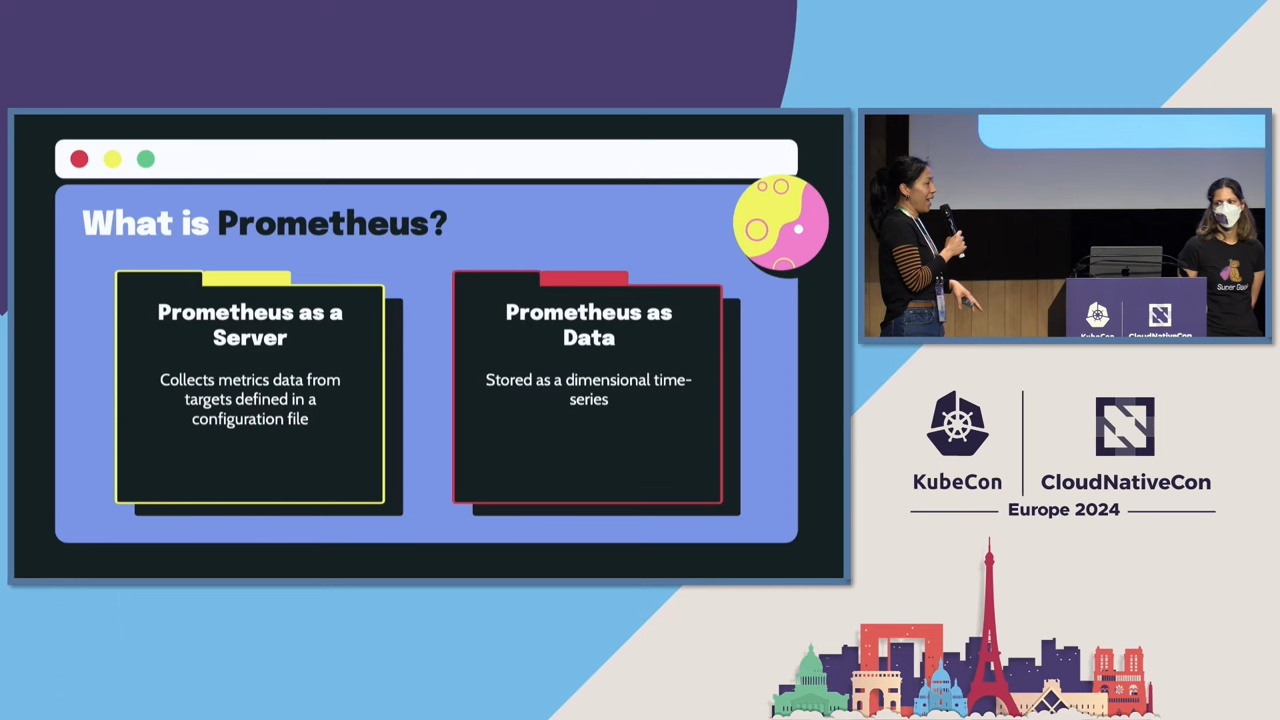 What is Prometheus?
Prometheus as a
Server
Collects metrics data from
targets defined in a
configuration file
Prometheus as
Data
Stored as a dimensional time-
series
KubeCon
CloudNativeCon
Europe 2024